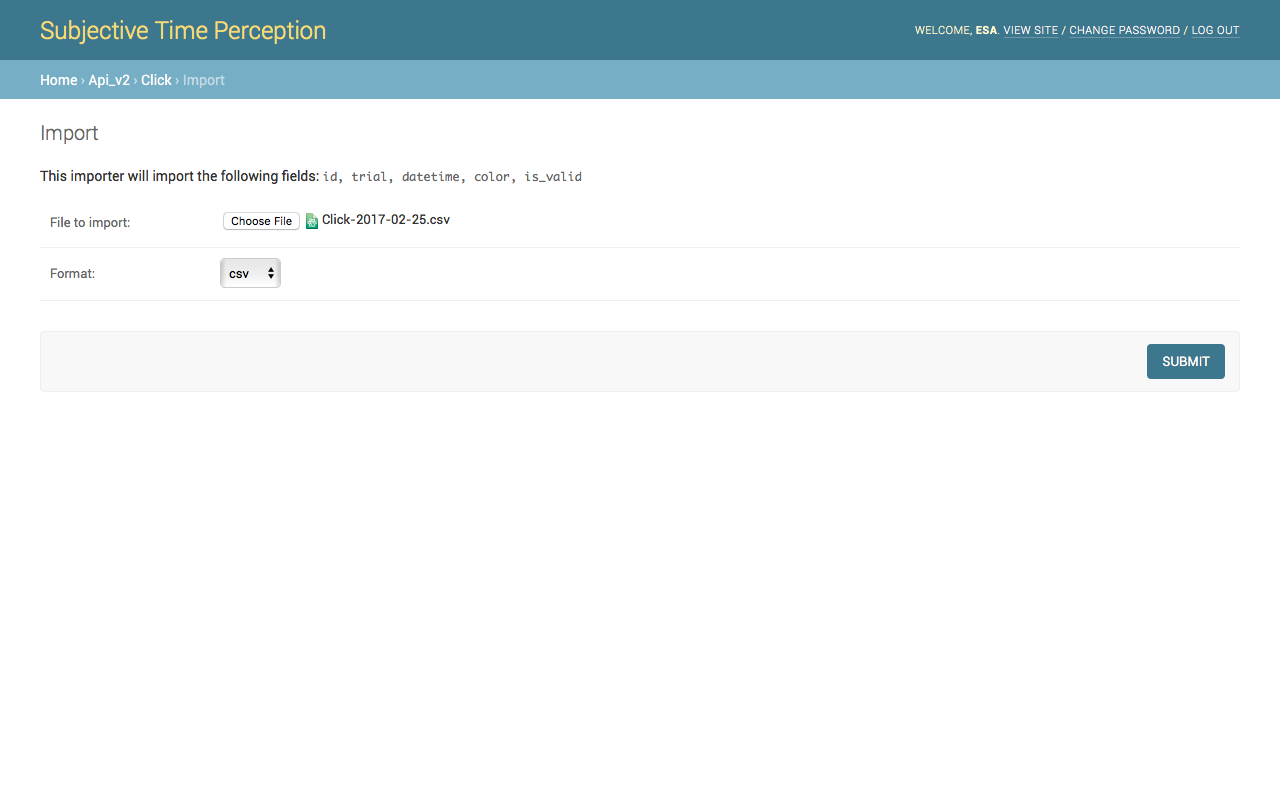 Subjective Time Perception
WELCOME, ESA. VIEW SITE / CHANGE PASSWORD / LOG OUT
Home › Api_v2 › Click › Import
Import
This importer will import the following fields: id, trial, datetime, color, is_valid
File to import: Choose File Click-2017-02-25.csv
Format: csv
SUBMIT